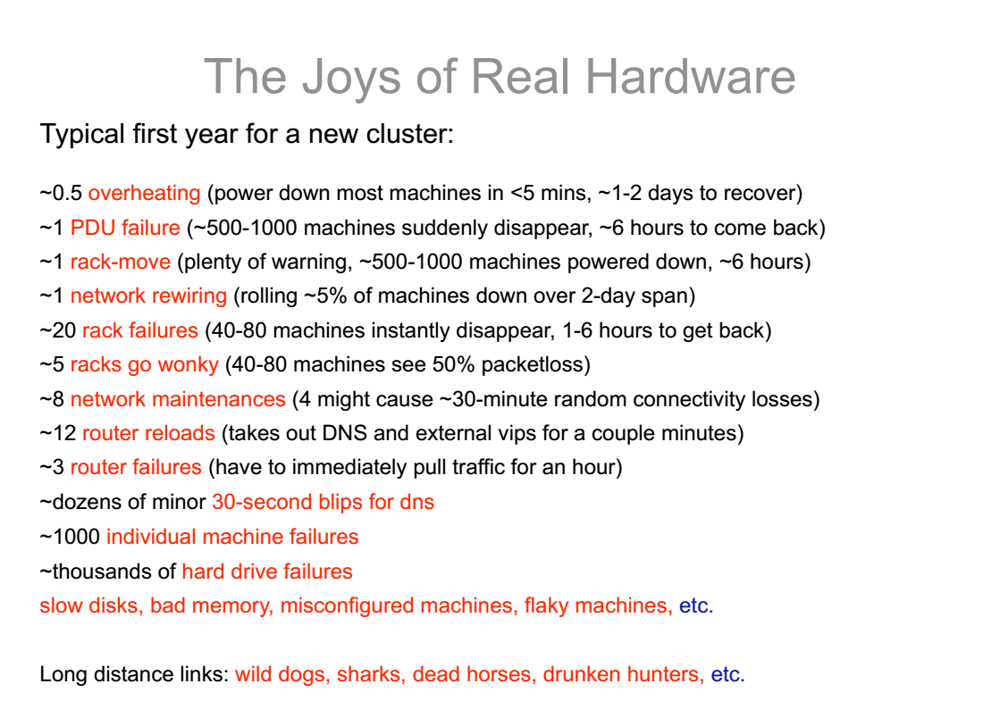 The Joys of Real Hardware
Typical first year for a new cluster:
~0.5 overheating (power down most machines in <5 mins, ~1-2 days to recover)
~1 PDU failure (~500-1000 machines suddenly disappear, ~6 hours to come back)
~1 rack-move (plenty of warning, ~500-1000 machines powered down, ~6 hours)
~1 network rewiring (rolling ~5% of machines down over 2-day span)
~20 rack failures (40-80 machines instantly disappear, 1-6 hours to get back)
~5 racks go wonky (40-80 machines see 50% packetloss)
~8 network maintenances (4 might cause ~30-minute random connectivity losses)
~12 router reloads (takes out DNS and external vips for a couple minutes)
~3 router failures (have to immediately pull traffic for an hour)
~dozens of minor 30-second blips for dns
~1000 individual machine failures
~thousands of hard drive failures
slow disks, bad memory, misconfigured machines, flaky machines, etc.
Long distance links: wild dogs, sharks, dead horses, drunken hunters, etc.